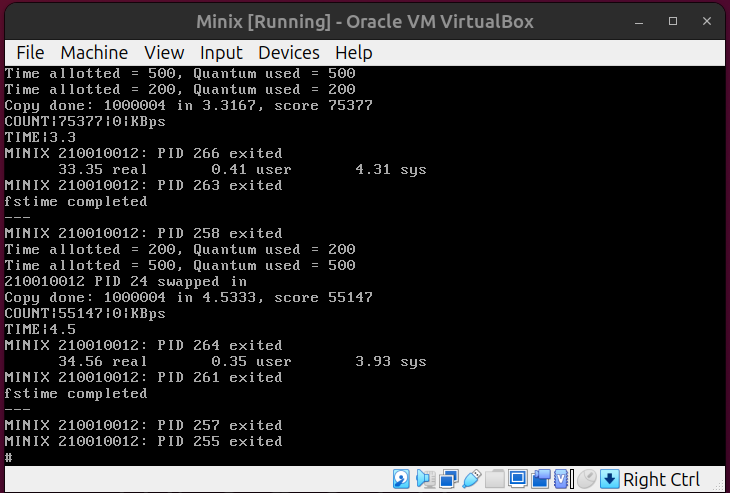 Minix [Running] - Oracle VM VirtualBox
File Machine View Input Devices Help
Time allotted = 500, Quantum used = 500
Time allotted = 200, Quantum used = 200
Copy done: 1000004 in 3.3167, score 75377
COUNT|75377|0|KBps
TIME|3.3
MINIX 210010012: PID 266 exited
33.35 real 0.41 user 4.31 sys
MINIX 210010012: PID 263 exited
fstime completed
---
MINIX 210010012: PID 258 exited
Time allotted = 200, Quantum used = 200
Time allotted = 500, Quantum used = 500
210010012 PID 24 swapped in
Copy done: 1000004 in 4.5333, score 55147
COUNT|55147|0|KBps
TIME|4.5
MINIX 210010012: PID 264 exited
34.56 real 0.35 user 3.93 sys
MINIX 210010012: PID 261 exited
fstime completed
---
MINIX 210010012: PID 257 exited
MINIX 210010012: PID 255 exited
#
Right Ctrl